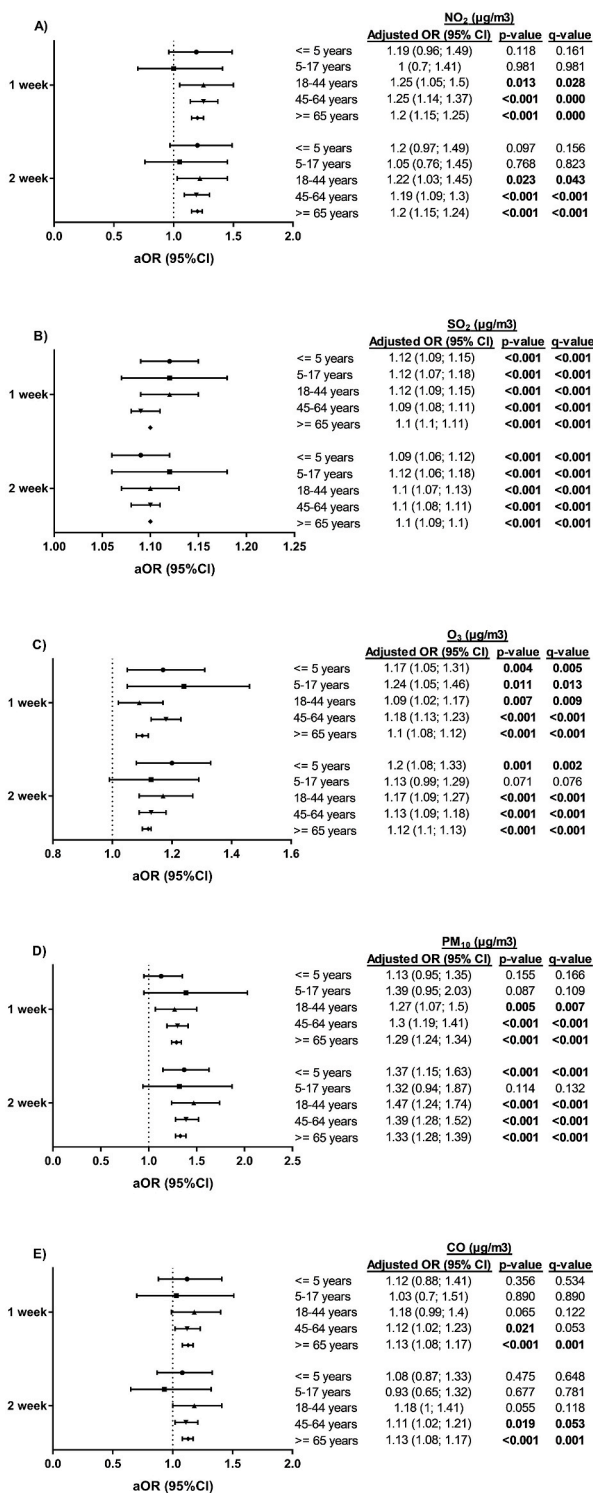 A)
NO₂ (µg/m3)
Adjusted OR (95% CI) p-value q-value
1 week
<= 5 years 1.19 (0.96; 1.49) 0.118 0.161
5-17 years 1 (0.7; 1.41) 0.981 0.981
18-44 years 1.25 (1.05; 1.5) 0.013 0.028
45-64 years 1.25 (1.14; 1.37) <0.001 0.000
>= 65 years 1.2 (1.15; 1.25) <0.001 0.000
2 week
<= 5 years 1.2 (0.97; 1.49) 0.097 0.156
5-17 years 1.05 (0.76; 1.45) 0.768 0.823
18-44 years 1.22 (1.03; 1.45) 0.023 0.043
45-64 years 1.19 (1.09; 1.3) <0.001 <0.001
>= 65 years 1.2 (1.15; 1.24) <0.001 <0.001
0.0 0.5 1.0 1.5 2.0
aOR (95%CI)
B)
SO₂ (µg/m3)
Adjusted OR (95% CI) p-value q-value
1 week
<= 5 years 1.12 (1.09; 1.15) <0.001 <0.001
5-17 years 1.12 (1.07; 1.18) <0.001 <0.001
18-44 years 1.12 (1.09; 1.15) <0.001 <0.001
45-64 years 1.09 (1.08; 1.11) <0.001 <0.001
>= 65 years 1.1 (1.1; 1.11) <0.001 <0.001
2 week
<= 5 years 1.09 (1.06; 1.12) <0.001 <0.001
5-17 years 1.12 (1.06; 1.18) <0.001 <0.001
18-44 years 1.1 (1.07; 1.13) <0.001 <0.001
45-64 years 1.1 (1.08; 1.11) <0.001 <0.001
>= 65 years 1.1 (1.09; 1.1) <0.001 <0.001
1.00 1.05 1.10 1.15 1.20 1.25
aOR (95%CI)
C)
O₃ (µg/m3)
Adjusted OR (95% CI) p-value q-value
1 week
<= 5 years 1.17 (1.05; 1.31) 0.004 0.005
5-17 years 1.24 (1.05; 1.46) 0.011 0.013
18-44 years 1.09 (1.02; 1.17) 0.007 0.009
45-64 years 1.18 (1.13; 1.23) <0.001 <0.001
>= 65 years 1.1 (1.08; 1.12) <0.001 <0.001
2 week
<= 5 years 1.2 (1.08; 1.33) 0.001 0.002
5-17 years 1.13 (0.99; 1.29) 0.071 0.076
18-44 years 1.17 (1.09; 1.27) <0.001 <0.001
45-64 years 1.13 (1.09; 1.18) <0.001 <0.001
>= 65 years 1.12 (1.1; 1.13) <0.001 <0.001
0.8 1.0 1.2 1.4 1.6
aOR (95%CI)
D)
PM₁₀ (µg/m3)
Adjusted OR (95% CI) p-value q-value
1 week
<= 5 years 1.13 (0.95; 1.35) 0.155 0.166
5-17 years 1.39 (0.95; 2.03) 0.087 0.109
18-44 years 1.27 (1.07; 1.5) 0.005 0.007
45-64 years 1.3 (1.19; 1.41) <0.001 <0.001
>= 65 years 1.29 (1.24; 1.34) <0.001 <0.001
2 week
<= 5 years 1.37 (1.15; 1.63) <0.001 <0.001
5-17 years 1.32 (0.94; 1.87) 0.114 0.132
18-44 years 1.47 (1.24; 1.74) <0.001 <0.001
45-64 years 1.39 (1.28; 1.52) <0.001 <0.001
>= 65 years 1.33 (1.28; 1.39) <0.001 <0.001
0.0 0.5 1.0 1.5 2.0 2.5
aOR (95%CI)
E)
CO (µg/m3)
Adjusted OR (95% CI) p-value q-value
1 week
<= 5 years 1.12 (0.88; 1.41) 0.356 0.534
5-17 years 1.03 (0.7; 1.51) 0.890 0.890
18-44 years 1.18 (0.99; 1.4) 0.065 0.122
45-64 years 1.12 (1.02; 1.23) 0.021 0.053
>= 65 years 1.13 (1.08; 1.17) <0.001 0.001
2 week
<= 5 years 1.08 (0.87; 1.33) 0.475 0.648
5-17 years 0.93 (0.65; 1.32) 0.677 0.781
18-44 years 1.18 (1; 1.41) 0.055 0.118
45-64 years 1.11 (1.02; 1.21) 0.019 0.053
>= 65 years 1.13 (1.08; 1.17) <0.001 0.001
0.0 0.5 1.0 1.5 2.0
aOR (95%CI)